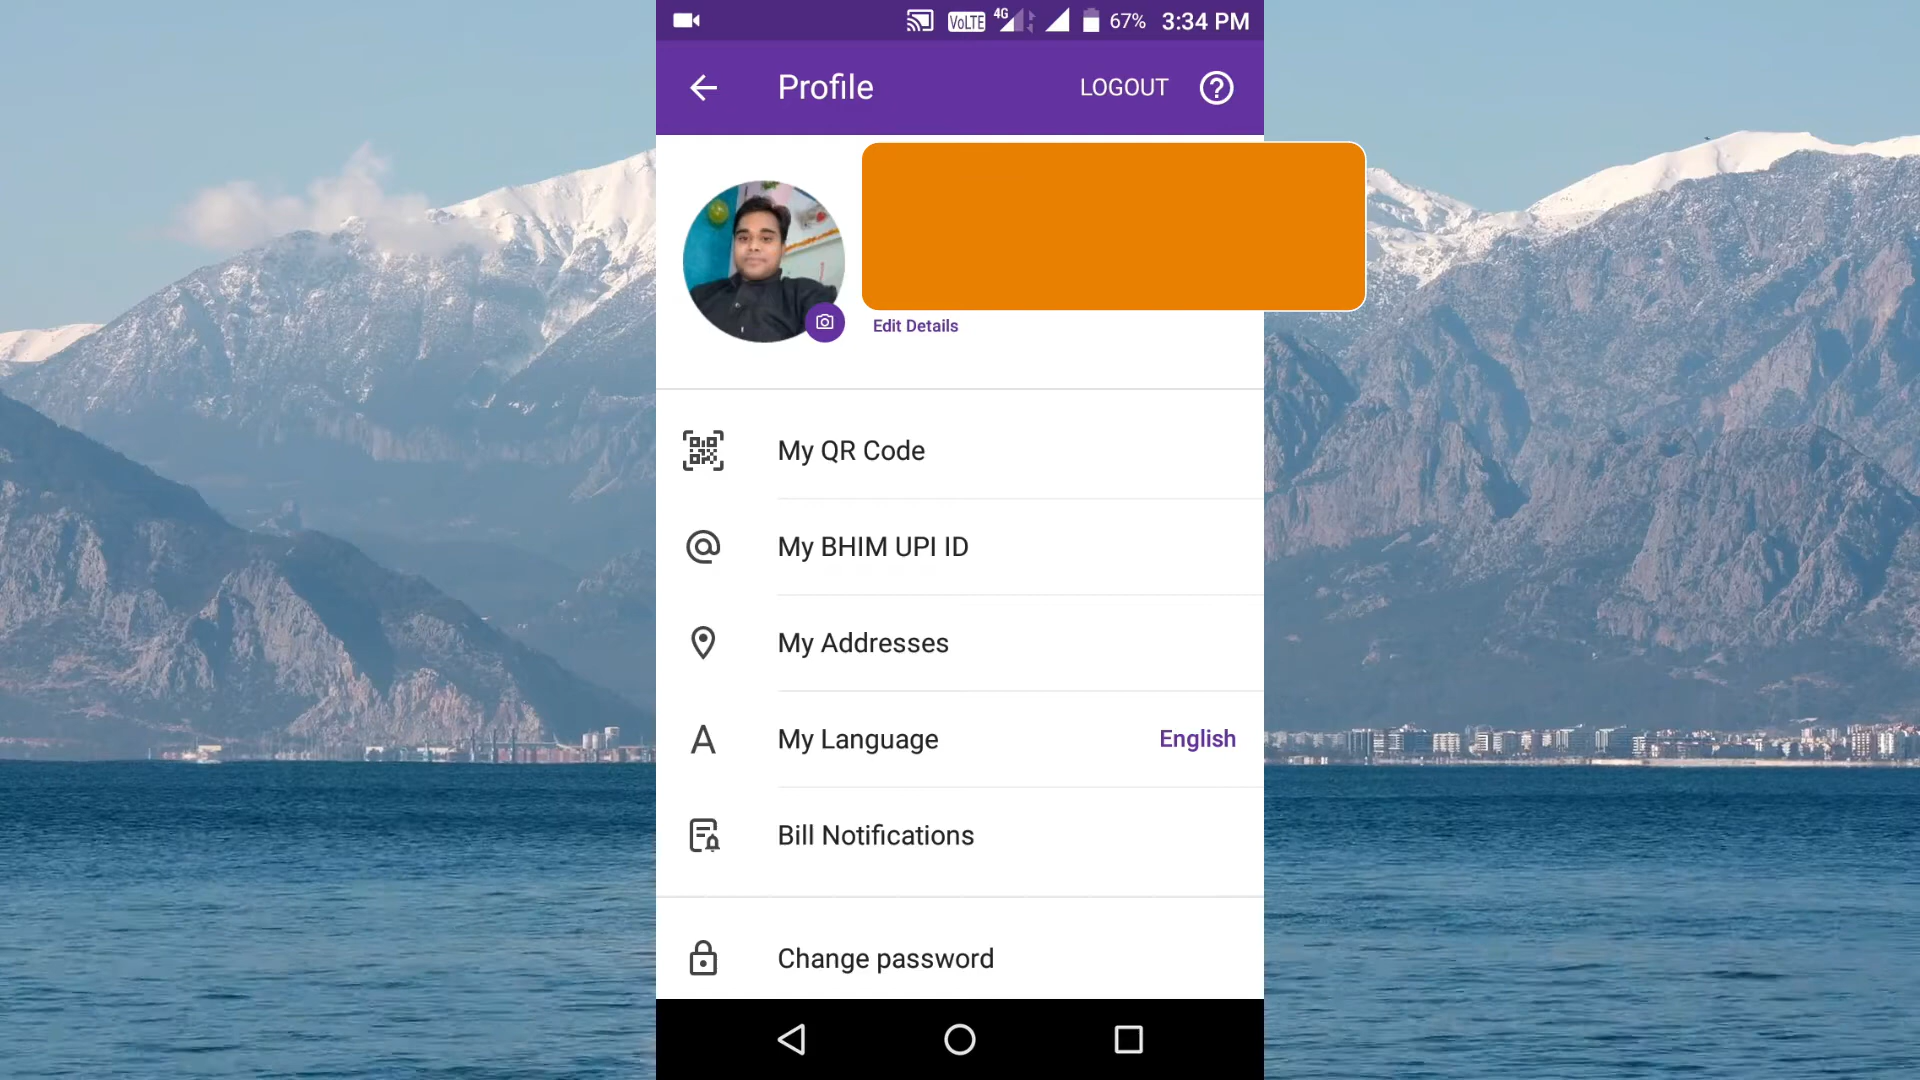 VoLTE 4G 67% 3:34 PM
Profile LOGOUT ?
Edit Details
My QR Code
@ My BHIM UPI ID
My Addresses
A My Language English
Bill Notifications
Change password